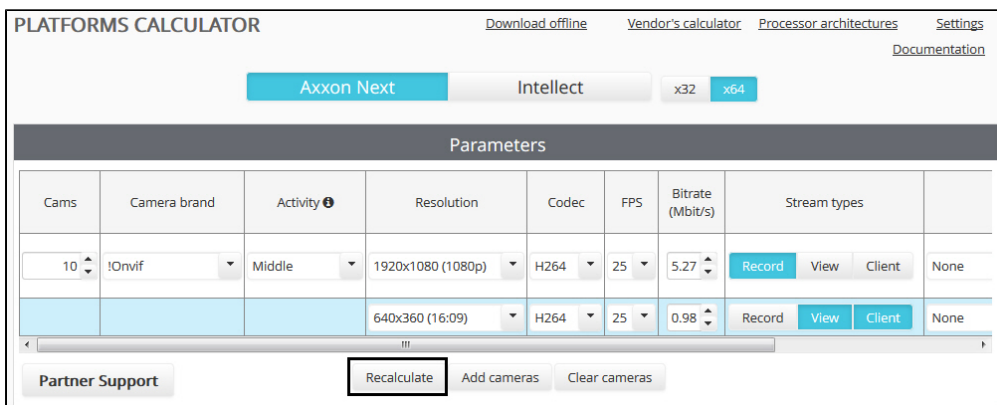 PLATFORMS CALCULATOR
Download offline
Vendor's calculator
Processor architectures
Settings
Documentation
Axxon Next
Intellect
x32
x64
Parameters
Cams
Camera brand
Activity
Resolution
Codec
FPS
Bitrate
(Mbit/s)
Stream types
10
!Onvif
Middle
1920x1080 (1080p)
H264
25
5.27
Record
View
Client
None
640x360 (16:09)
H264
25
0.98
Record
View
Client
None
Partner Support
Recalculate
Add cameras
Clear cameras